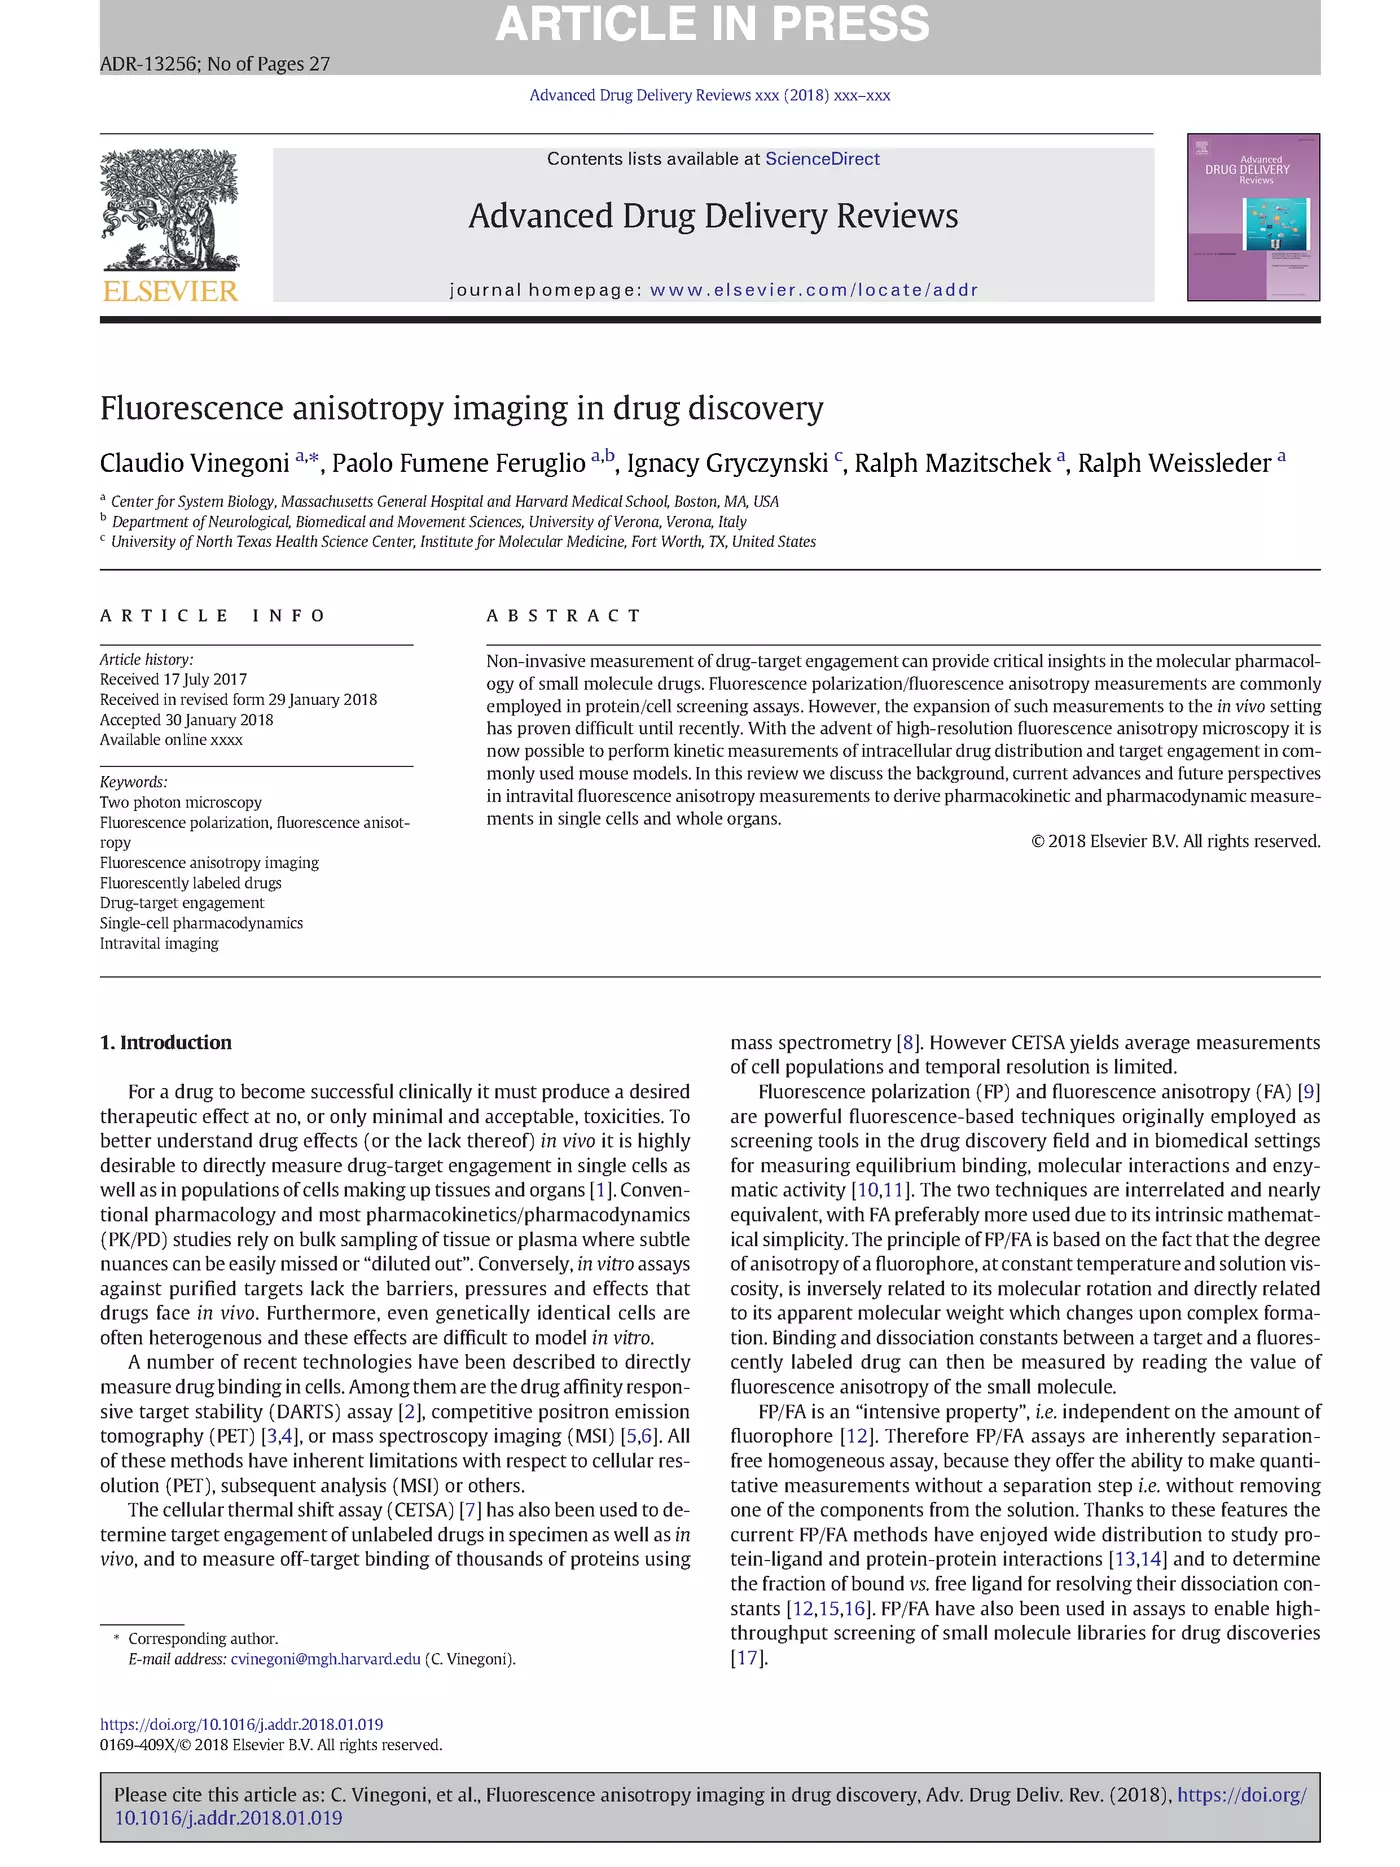 ARTICLE IN PRESS
ADR-13256; No of Pages 27
Advanced Drug Delivery Reviews xxx (2018) xxx–xxx
Contents lists available at ScienceDirect
Advanced Drug Delivery Reviews
journal homepage: www.elsevier.com/locate/addr
ELSEVIER
Advanced
DRUG DELIVERY
Reviews
Fluorescence anisotropy imaging in drug discovery
Claudio Vinegoni a,*, Paolo Fumene Feruglio a,b, Ignacy Gryczynski c, Ralph Mazitschek a, Ralph Weissleder a
a Center for System Biology, Massachusetts General Hospital and Harvard Medical School, Boston, MA, USA
b Department of Neurological, Biomedical and Movement Sciences, University of Verona, Verona, Italy
c University of North Texas Health Science Center, Institute for Molecular Medicine, Fort Worth, TX, United States
ARTICLE INFO
Article history:
Received 17 July 2017
Received in revised form 29 January 2018
Accepted 30 January 2018
Available online xxxx
Keywords:
Two photon microscopy
Fluorescence polarization, fluorescence anisot-
ropy
Fluorescence anisotropy imaging
Fluorescently labeled drugs
Drug-target engagement
Single-cell pharmacodynamics
Intravital imaging
ABSTRACT
Non-invasive measurement of drug-target engagement can provide critical insights in the molecular pharmacol-
ogy of small molecule drugs. Fluorescence polarization/fluorescence anisotropy measurements are commonly
employed in protein/cell screening assays. However, the expansion of such measurements to the in vivo setting
has proven difficult until recently. With the advent of high-resolution fluorescence anisotropy microscopy it is
now possible to perform kinetic measurements of intracellular drug distribution and target engagement in com-
monly used mouse models. In this review we discuss the background, current advances and future perspectives
in intravital fluorescence anisotropy measurements to derive pharmacokinetic and pharmacodynamic measure-
ments in single cells and whole organs.
© 2018 Elsevier B.V. All rights reserved.
1. Introduction
For a drug to become successful clinically it must produce a desired
therapeutic effect at no, or only minimal and acceptable, toxicities. To
better understand drug effects (or the lack thereof) in vivo it is highly
desirable to directly measure drug-target engagement in single cells as
well as in populations of cells making up tissues and organs [1]. Conven-
tional pharmacology and most pharmacokinetics/pharmacodynamics
(PK/PD) studies rely on bulk sampling of tissue or plasma where subtle
nuances can be easily missed or “diluted out”. Conversely, in vitro assays
against purified targets lack the barriers, pressures and effects that
drugs face in vivo. Furthermore, even genetically identical cells are
often heterogenous and these effects are difficult to model in vitro.
A number of recent technologies have been described to directly
measure drug binding in cells. Among them are the drug affinity respon-
sive target stability (DARTS) assay [2], competitive positron emission
tomography (PET) [3,4], or mass spectroscopy imaging (MSI) [5,6]. All
of these methods have inherent limitations with respect to cellular res-
olution (PET), subsequent analysis (MSI) or others.
The cellular thermal shift assay (CETSA) [7] has also been used to de-
termine target engagement of unlabeled drugs in specimen as well as in
vivo, and to measure off-target binding of thousands of proteins using
mass spectrometry [8]. However CETSA yields average measurements
of cell populations and temporal resolution is limited.
Fluorescence polarization (FP) and fluorescence anisotropy (FA) [9]
are powerful fluorescence-based techniques originally employed as
screening tools in the drug discovery field and in biomedical settings
for measuring equilibrium binding, molecular interactions and enzy-
matic activity [10,11]. The two techniques are interrelated and nearly
equivalent, with FA preferably more used due to its intrinsic mathemat-
ical simplicity. The principle of FP/FA is based on the fact that the degree
of anisotropy of a fluorophore, at constant temperature and solution vis-
cosity, is inversely related to its molecular rotation and directly related
to its apparent molecular weight which changes upon complex forma-
tion. Binding and dissociation constants between a target and a fluores-
cently labeled drug can then be measured by reading the value of
fluorescence anisotropy of the small molecule.
FP/FA is an “intensive property”, i.e. independent on the amount of
fluorophore [12]. Therefore FP/FA assays are inherently separation-
free homogeneous assay, because they offer the ability to make quanti-
tative measurements without a separation step i.e. without removing
one of the components from the solution. Thanks to these features the
current FP/FA methods have enjoyed wide distribution to study pro-
tein-ligand and protein-protein interactions [13,14] and to determine
the fraction of bound vs. free ligand for resolving their dissociation con-
stants [12,15,16]. FP/FA have also been used in assays to enable high-
throughput screening of small molecule libraries for drug discoveries
[17].
* Corresponding author.
E-mail address: cvinegoni@mgh.harvard.edu (C. Vinegoni).
https://doi.org/10.1016/j.addr.2018.01.019
0169-409X/© 2018 Elsevier B.V. All rights reserved.
Please cite this article as: C. Vinegoni, et al., Fluorescence anisotropy imaging in drug discovery, Adv. Drug Deliv. Rev. (2018), https://doi.org/
10.1016/j.addr.2018.01.019